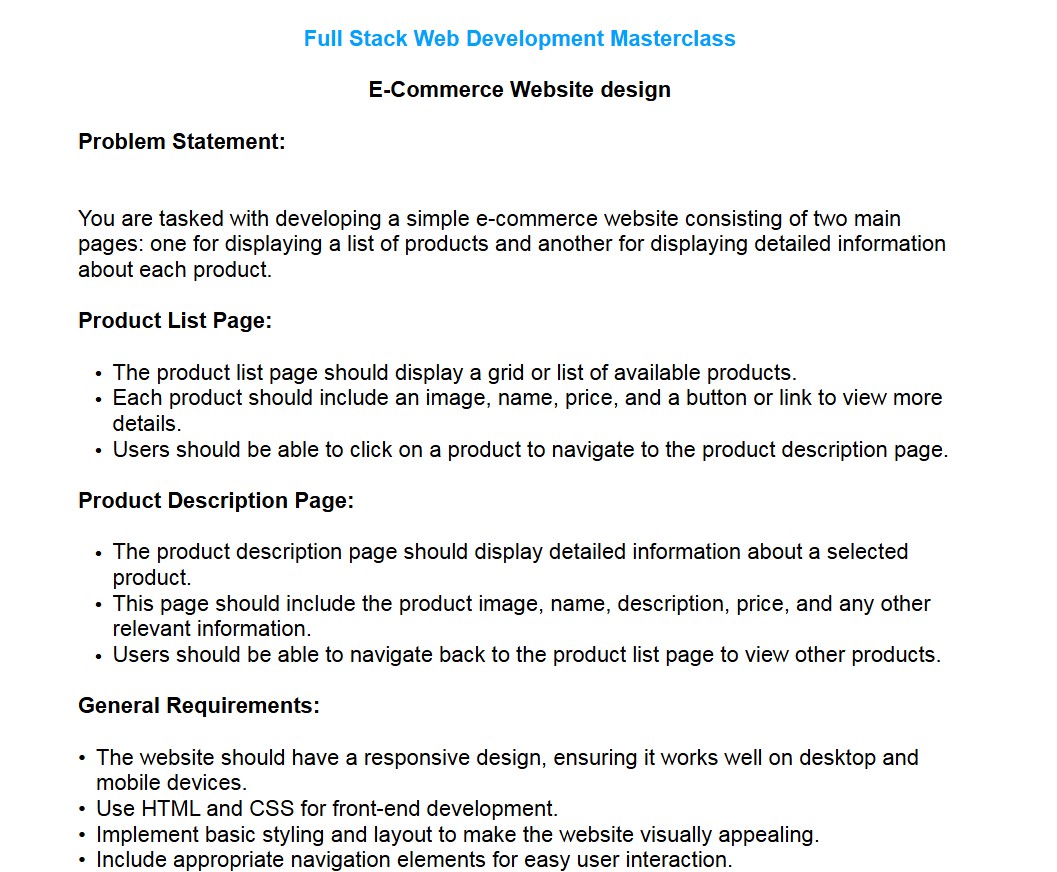 Full Stack Web Development Masterclass
E-Commerce Website design
Problem Statement:
You are tasked with developing a simple e-commerce website consisting of two main
pages: one for displaying a list of products and another for displaying detailed information
about each product.
Product List Page:
• The product list page should display a grid or list of available products.
• Each product should include an image, name, price, and a button or link to view more
details.
• Users should be able to click on a product to navigate to the product description page.
Product Description Page:
• The product description page should display detailed information about a selected
product.
• This page should include the product image, name, description, price, and any other
relevant information.
• Users should be able to navigate back to the product list page to view other products.
General Requirements:
• The website should have a responsive design, ensuring it works well on desktop and
mobile devices.
• Use HTML and CSS for front-end development.
• Implement basic styling and layout to make the website visually appealing.
• Include appropriate navigation elements for easy user interaction.